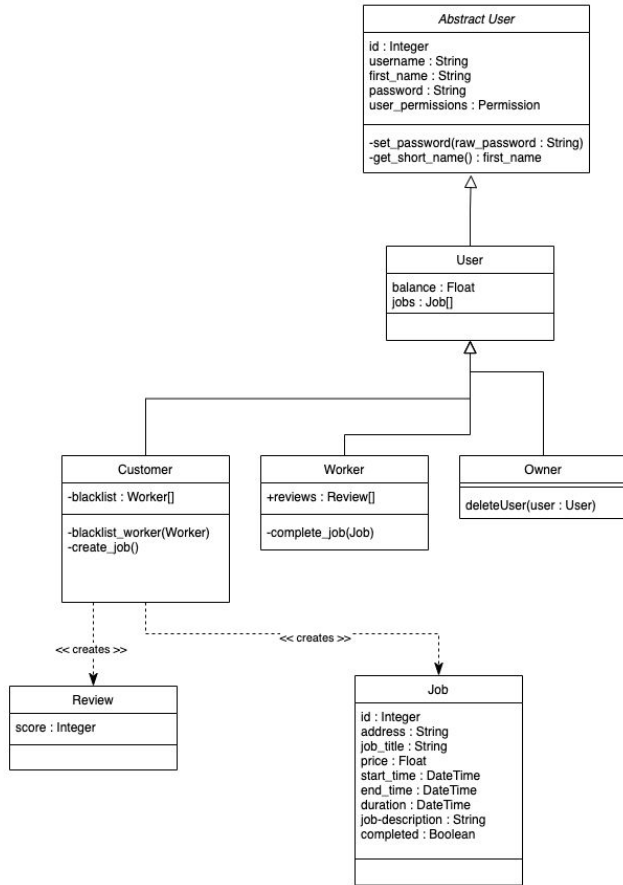 Abstract User
id : Integer
username : String
first_name : String
password : String
user_permissions : Permission
-set_password(raw_password : String)
-get_short_name() : first_name
User
balance : Float
jobs : Job[]
Customer
-blacklist : Worker[]
-blacklist_worker(Worker)
-create_job()
Worker
+reviews : Review[]
-complete_job(Job)
Owner
deleteUser(user : User)
<< creates >>
<< creates >>
Review
score : Integer
Job
id : Integer
address : String
job_title : String
price : Float
start_time : DateTime
end_time : DateTime
duration : DateTime
job-description : String
completed : Boolean